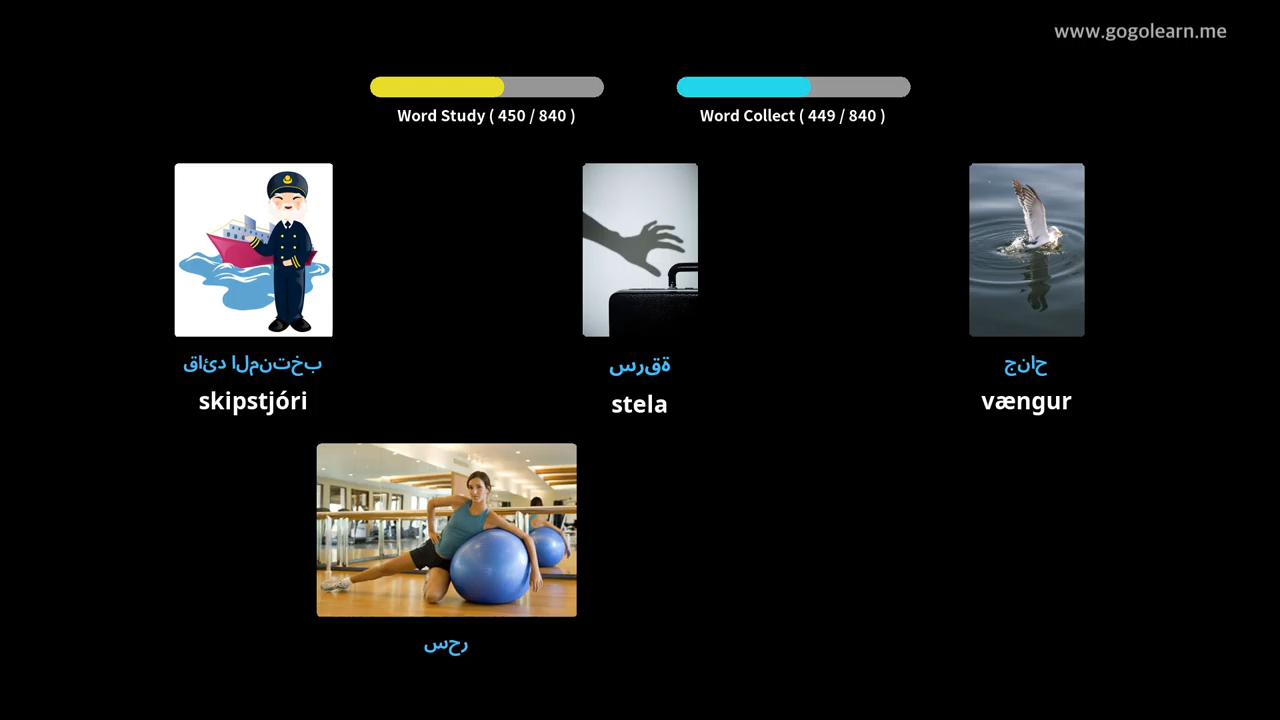 www.gogolearn.me
Word Study ( 450 / 840 )
Word Collect ( 449 / 840 )
قائد المنتخب
skipstjóri
سرقة
stela
جناح
vængur
سحر